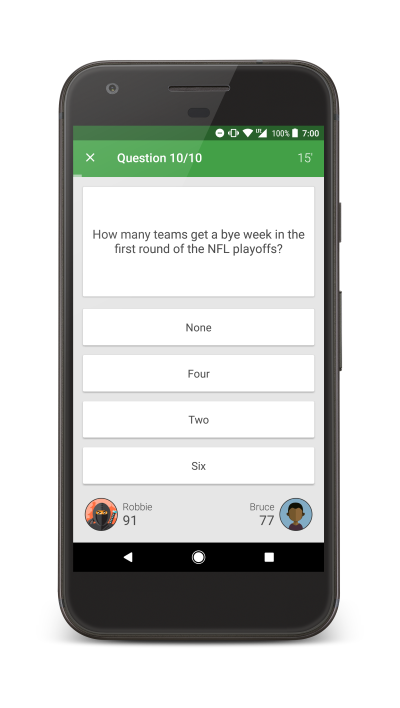 100% 7:00
Question 10/10 15'
How many teams get a bye week in the
first round of the NFL playoffs?
None
Four
Two
Six
Robbie Bruce
91 77